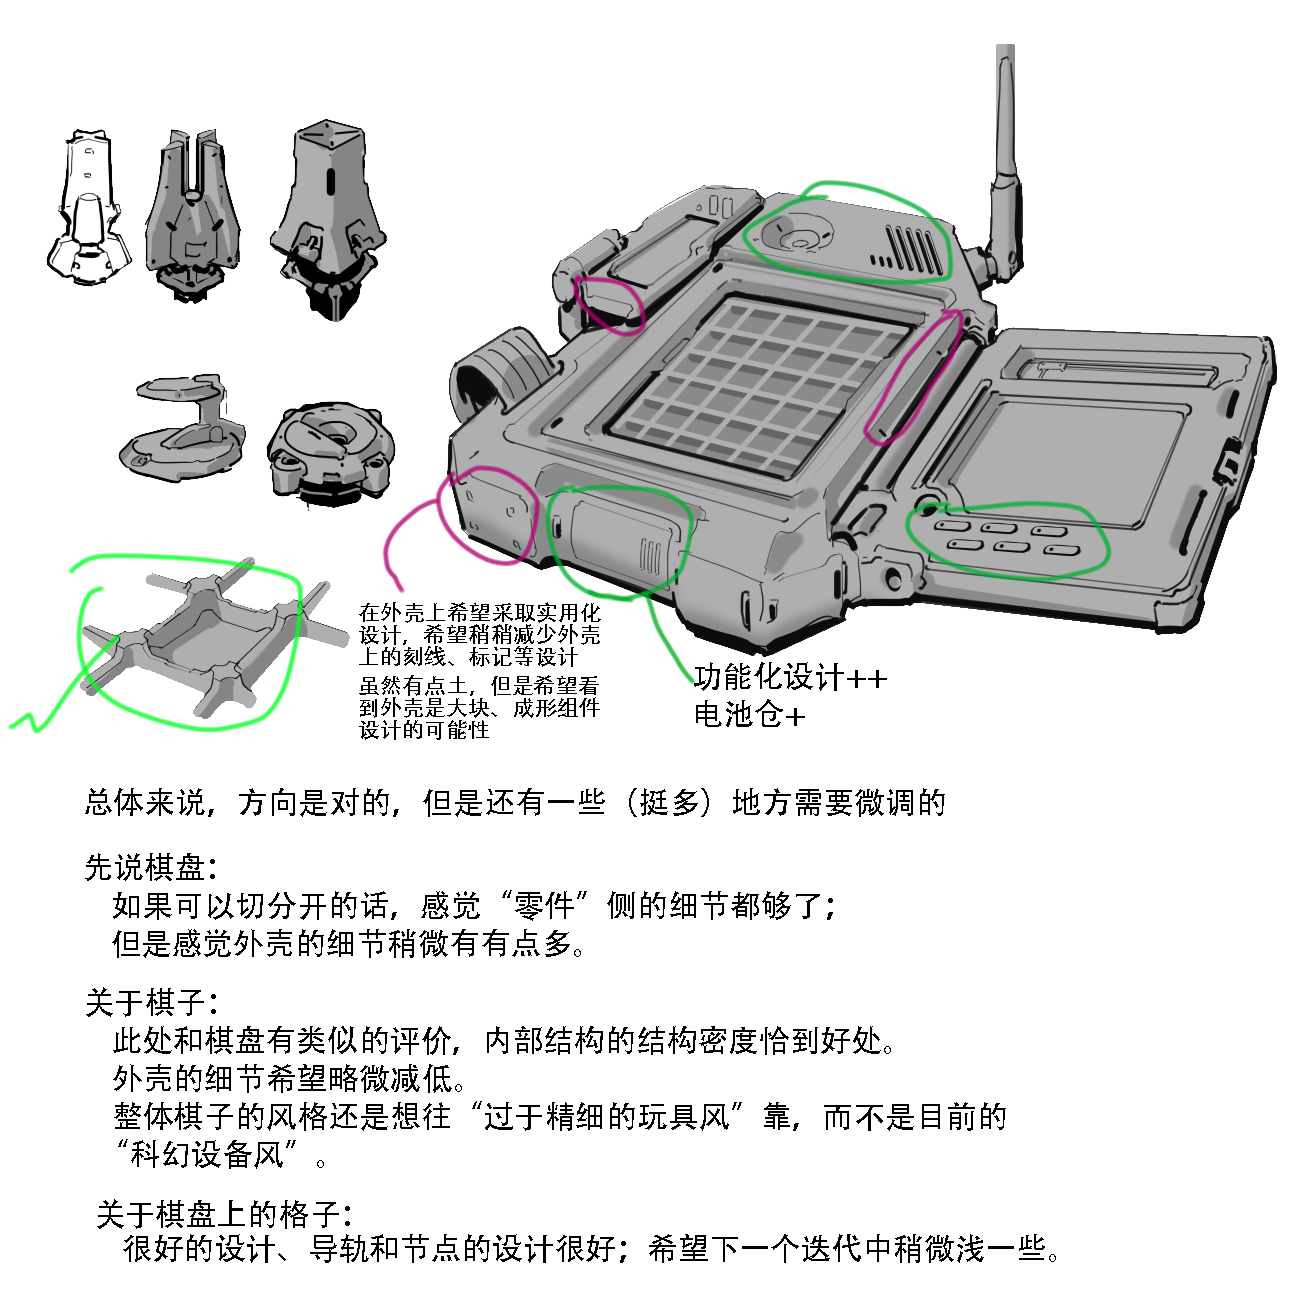 在外壳上希望采取实用化
设计，希望稍稍减少外壳
上的刻线、标记等设计
虽然有点土，但是希望看
到外壳是大块、成形组件
设计的可能性
功能化设计++
电池仓+
总体来说，方向是对的，但是还有一些（挺多）地方需要微调的
先说棋盘：
如果可以切分开的话，感觉“零件”侧的细节都够了；
但是感觉外壳的细节稍微有有点多。
关于棋子：
此处和棋盘有类似的评价，内部结构的结构密度恰到好处。
外壳的细节希望略微减低。
整体棋子的风格还是想往“过于精细的玩具风”靠，而不是目前的
“科幻设备风”。
关于棋盘上的格子：
很好的设计、导轨和节点的设计很好；希望下一个迭代中稍微浅一些。